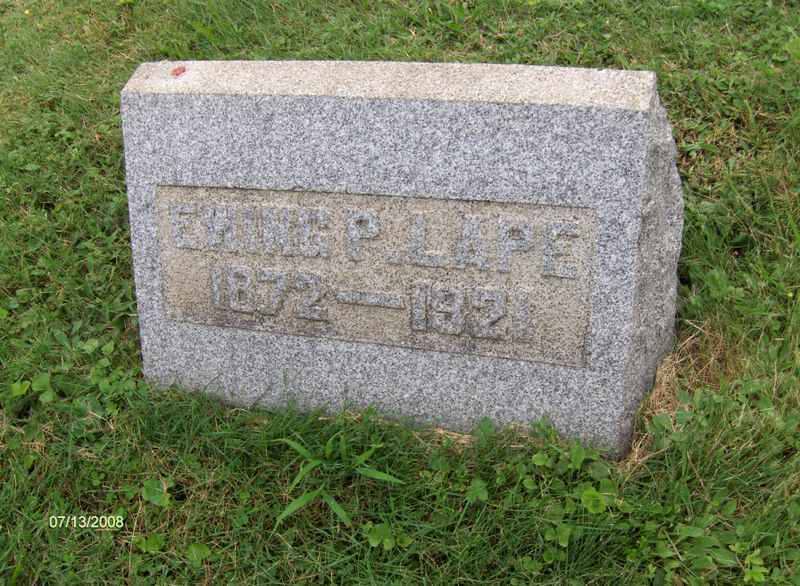 EWING P. LAPE
1872 — 1921
07/13/2008